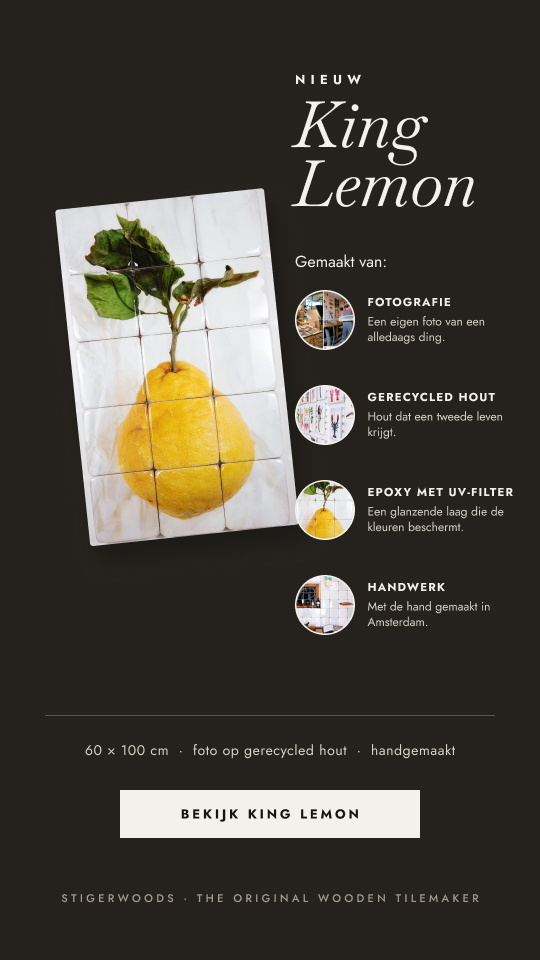 NIEUW
King
Lemon
Gemaakt van:
FOTOGRAFIE
Een eigen foto van een
alledaags ding.
GERECYCLED HOUT
Hout dat een tweede leven
krijgt.
EPOXY MET UV-FILTER
Een glanzende laag die de
kleuren beschermt.
HANDWERK
Met de hand gemaakt in
Amsterdam.
60 × 100 cm · foto op gerecycled hout · handgemaakt
BEKIJK KING LEMON
STIGERWOODS · THE ORIGINAL WOODEN TILEMAKER